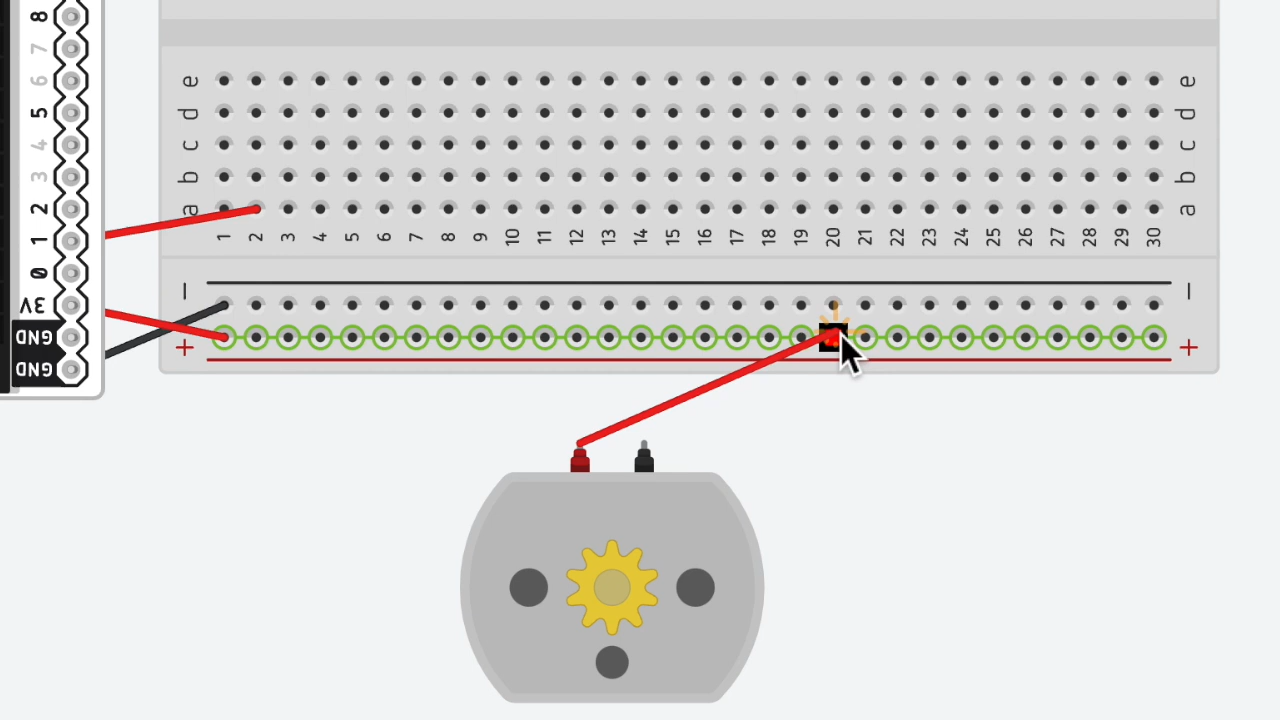 8
7
6
5
4
3
2
1
0
3V
GND
GND
e e
d d
c c
b b
a a
1 2 3 4 5 6 7 8 9 10 11 12 13 14 15 16 17 18 19 20 21 22 23 24 25 26 27 28 29 30
− −
+ +